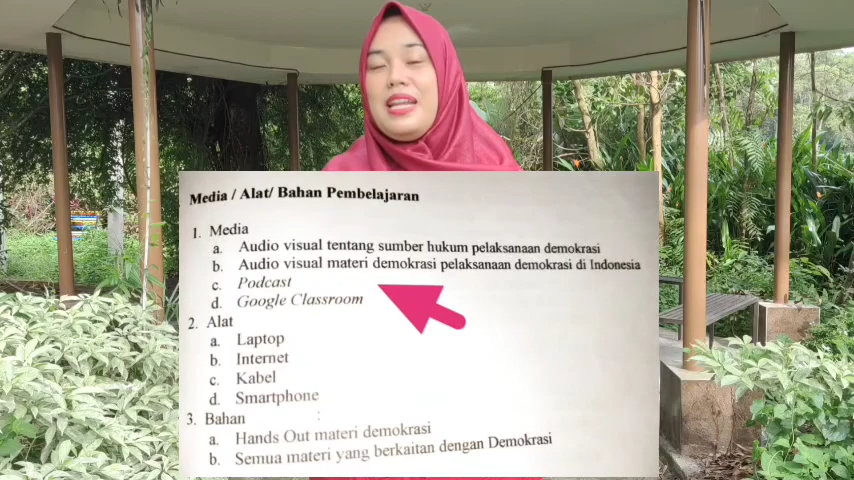 Media / Alat/ Bahan Pembelajaran
1. Media
a. Audio visual tentang sumber hukum pelaksanaan demokrasi
b. Audio visual materi demokrasi pelaksanaan demokrasi di Indonesia
c. Podcast
d. Google Classroom
2. Alat
a. Laptop
b. Internet
c. Kabel
d. Smartphone
3. Bahan :
a. Hands Out materi demokrasi
b. Semua materi yang berkaitan dengan Demokrasi